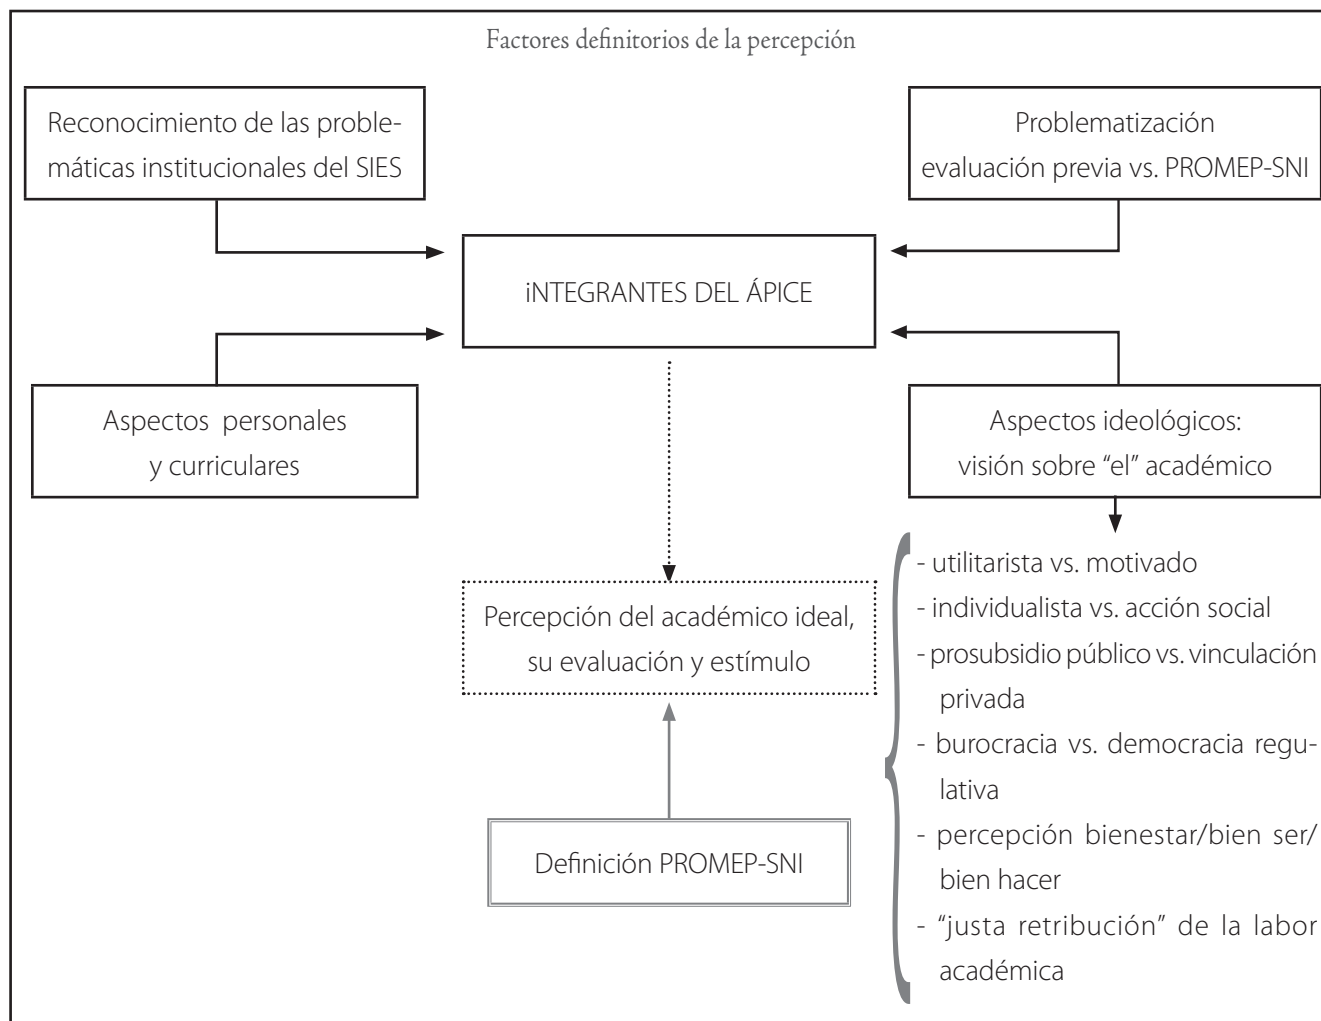 Factores definitorios de la percepción
Reconocimiento de las proble-
máticas institucionales del SIES
Problematización
evaluación previa vs. PROMEP-SNI
iNTEGRANTES DEL ÁPICE
Aspectos personales
y curriculares
Aspectos ideológicos:
visión sobre “el” académico
Percepción del académico ideal,
su evaluación y estímulo
Definición PROMEP-SNI
- utilitarista vs. motivado
- individualista vs. acción social
- prosubsidio público vs. vinculación
privada
- burocracia vs. democracia regu-
lativa
- percepción bienestar/bien ser/
bien hacer
- “justa retribución” de la labor
académica